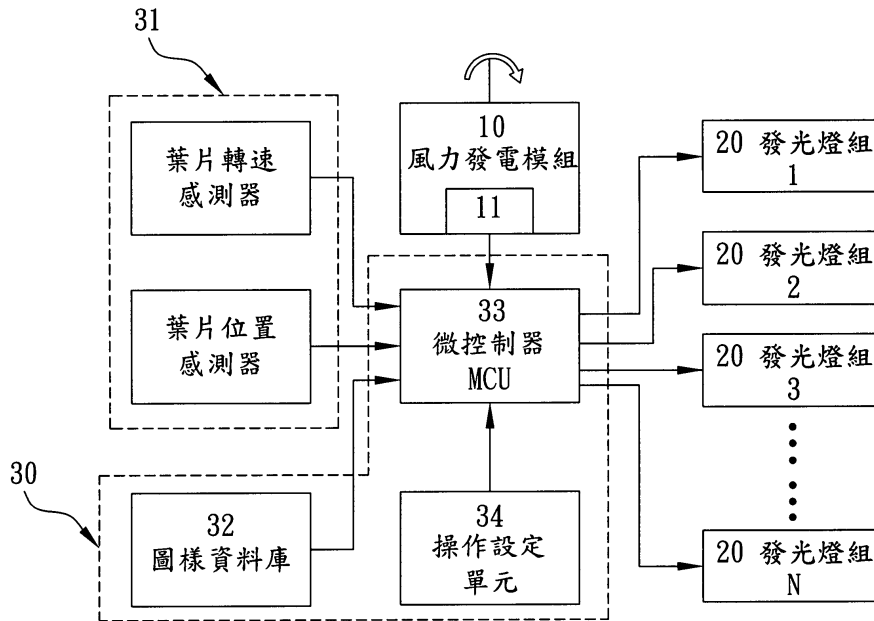 31
葉片轉速
感測器
10
風力發電模組
11
20 發光燈組
1
20 發光燈組
2
葉片位置
感測器
33
微控制器
MCU
20 發光燈組
3
30
32
圖樣資料庫
34
操作設定
單元
20 發光燈組
N